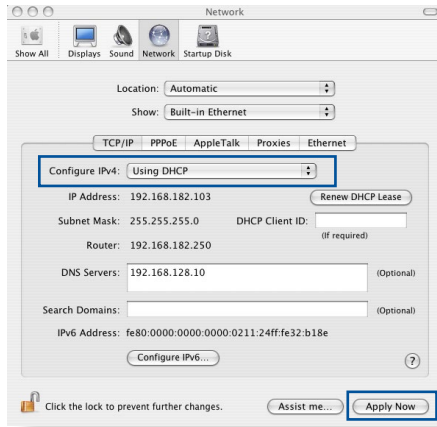 Network
Show All Displays Sound Network Startup Disk
Location: Automatic
Show: Built-in Ethernet
TCP/IP PPPoE AppleTalk Proxies Ethernet
Configure IPv4: Using DHCP
IP Address: 192.168.182.103 Renew DHCP Lease
Subnet Mask: 255.255.255.0 DHCP Client ID:
(If required)
Router: 192.168.182.250
DNS Servers: 192.168.128.10 (Optional)
Search Domains: (Optional)
IPv6 Address: fe80:0000:0000:0000:0211:24ff:fe32:b18e
Configure IPv6... ?
Click the lock to prevent further changes. Assist me... Apply Now